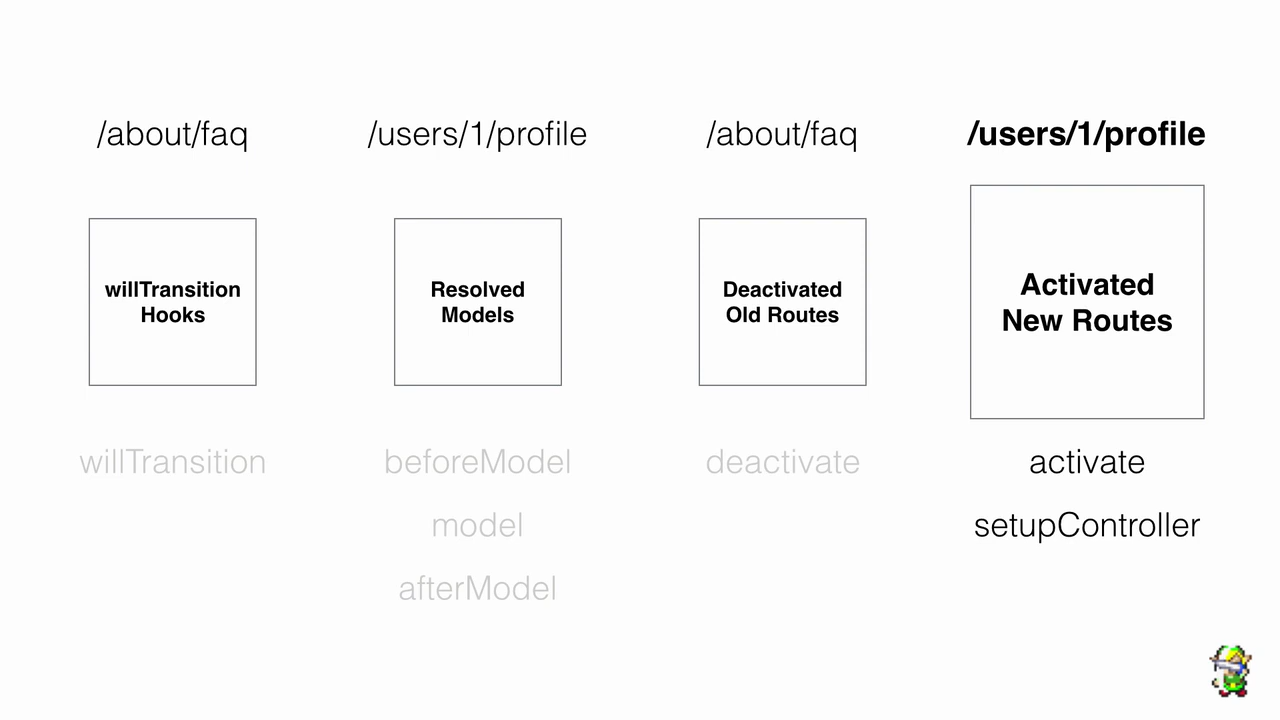 /about/faq
/users/1/profile
/about/faq
/users/1/profile
willTransition
Hooks
Resolved
Models
Deactivated
Old Routes
Activated
New Routes
willTransition
beforeModel
model
afterModel
deactivate
activate
setupController